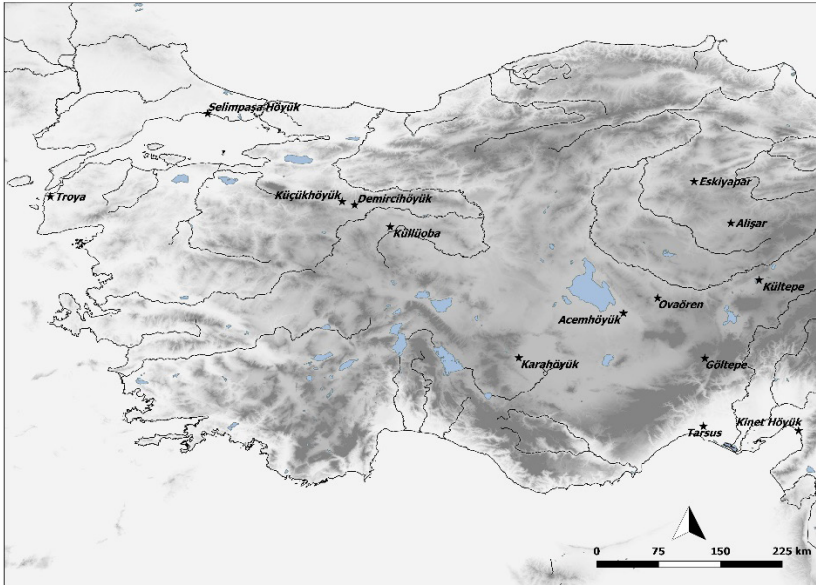 Selimpaşa Höyük
Troya
Küçükhöyük
Demircihöyük
Küllüoba
Eskiyapar
Alişar
Kültepe
Ovaören
Acemhöyük
Karahöyük
Göltepe
Tarsus
Kinet Höyük
0 75 150 225 km